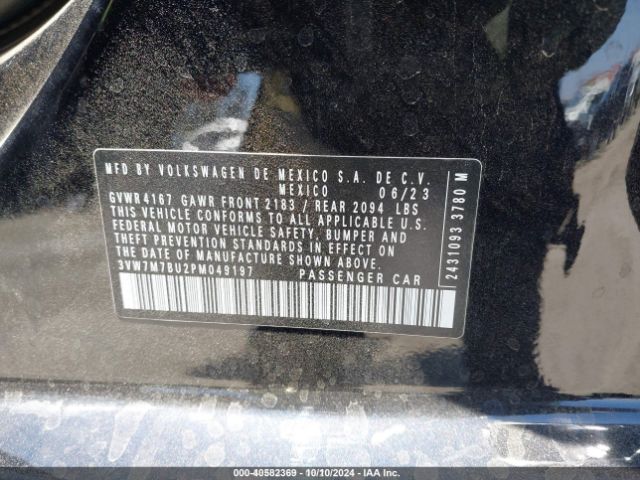 MFD BY VOLKSWAGEN DE MEXICO S.A. DE C.V.
MEXICO 06/23
GVWR 4167 GAWR FRONT 2183 / REAR 2094 LBS
THIS VEHICLE CONFORMS TO ALL APPLICABLE U.S.
FEDERAL MOTOR VEHICLE SAFETY, BUMPER AND
THEFT PREVENTION STANDARDS IN EFFECT ON
THE DATE OF MANUFACTURE SHOWN ABOVE.
3VW7M7BU2PM049197 PASSENGER CAR
2431093 3780 M
000-40582369 - 10/10/2024 - IAA Inc.